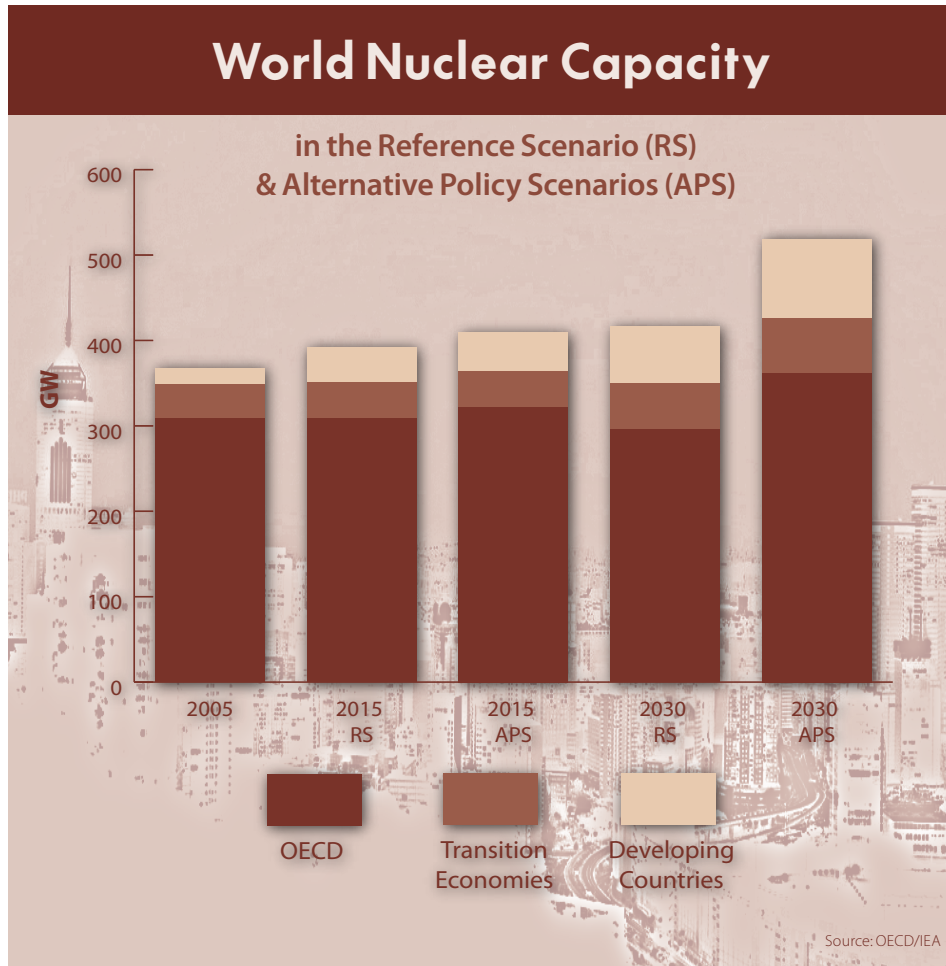 World Nuclear Capacity
in the Reference Scenario (RS)
& Alternative Policy Scenarios (APS)
600
500
400
300
200
100
0
GW
2005
2015
RS
2015
APS
2030
RS
2030
APS
OECD
Transition
Economies
Developing
Countries
Source: OECD/IEA